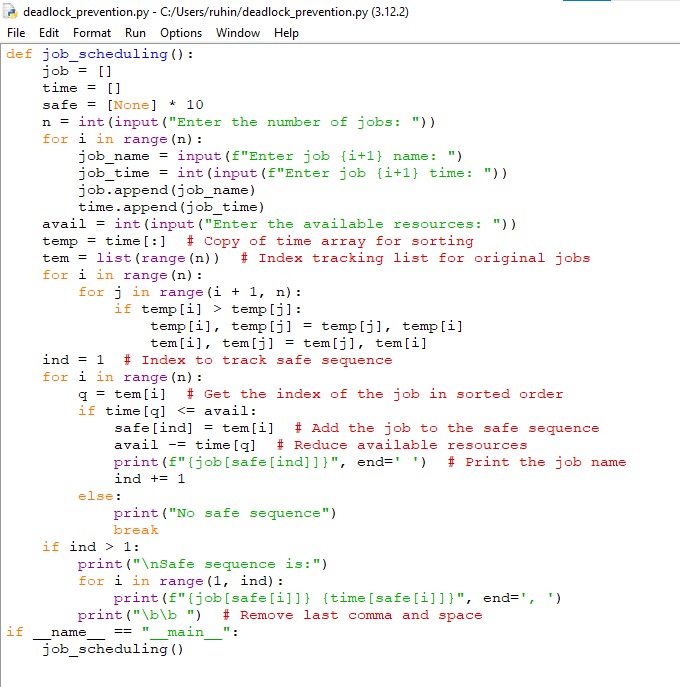 deadlock_prevention.py - C:/Users/ruhin/deadlock_prevention.py (3.12.2)
File Edit Format Run Options Window Help
def job_scheduling():
    job = []
    time = []
    safe = [None] * 10
    n = int(input("Enter the number of jobs: "))
    for i in range(n):
        job_name = input(f"Enter job {i+1} name: ")
        job_time = int(input(f"Enter job {i+1} time: "))
        job.append(job_name)
        time.append(job_time)
    avail = int(input("Enter the available resources: "))
    temp = time[:]  # Copy of time array for sorting
    tem = list(range(n))  # Index tracking list for original jobs
    for i in range(n):
        for j in range(i + 1, n):
            if temp[i] > temp[j]:
                temp[i], temp[j] = temp[j], temp[i]
                tem[i], tem[j] = tem[j], tem[i]
    ind = 1  # Index to track safe sequence
    for i in range(n):
        q = tem[i]  # Get the index of the job in sorted order
        if time[q] <= avail:
            safe[ind] = tem[i]  # Add the job to the safe sequence
            avail -= time[q]  # Reduce available resources
            print(f"{job[safe[ind]]}", end=' ')  # Print the job name
            ind += 1
        else:
            print("No safe sequence")
            break
    if ind > 1:
        print("\nSafe sequence is:")
        for i in range(1, ind):
            print(f"{job[safe[i]]} {time[safe[i]]}", end=', ')
        print("\b\b ")  # Remove last comma and space
if __name__ == "__main__":
    job_scheduling()